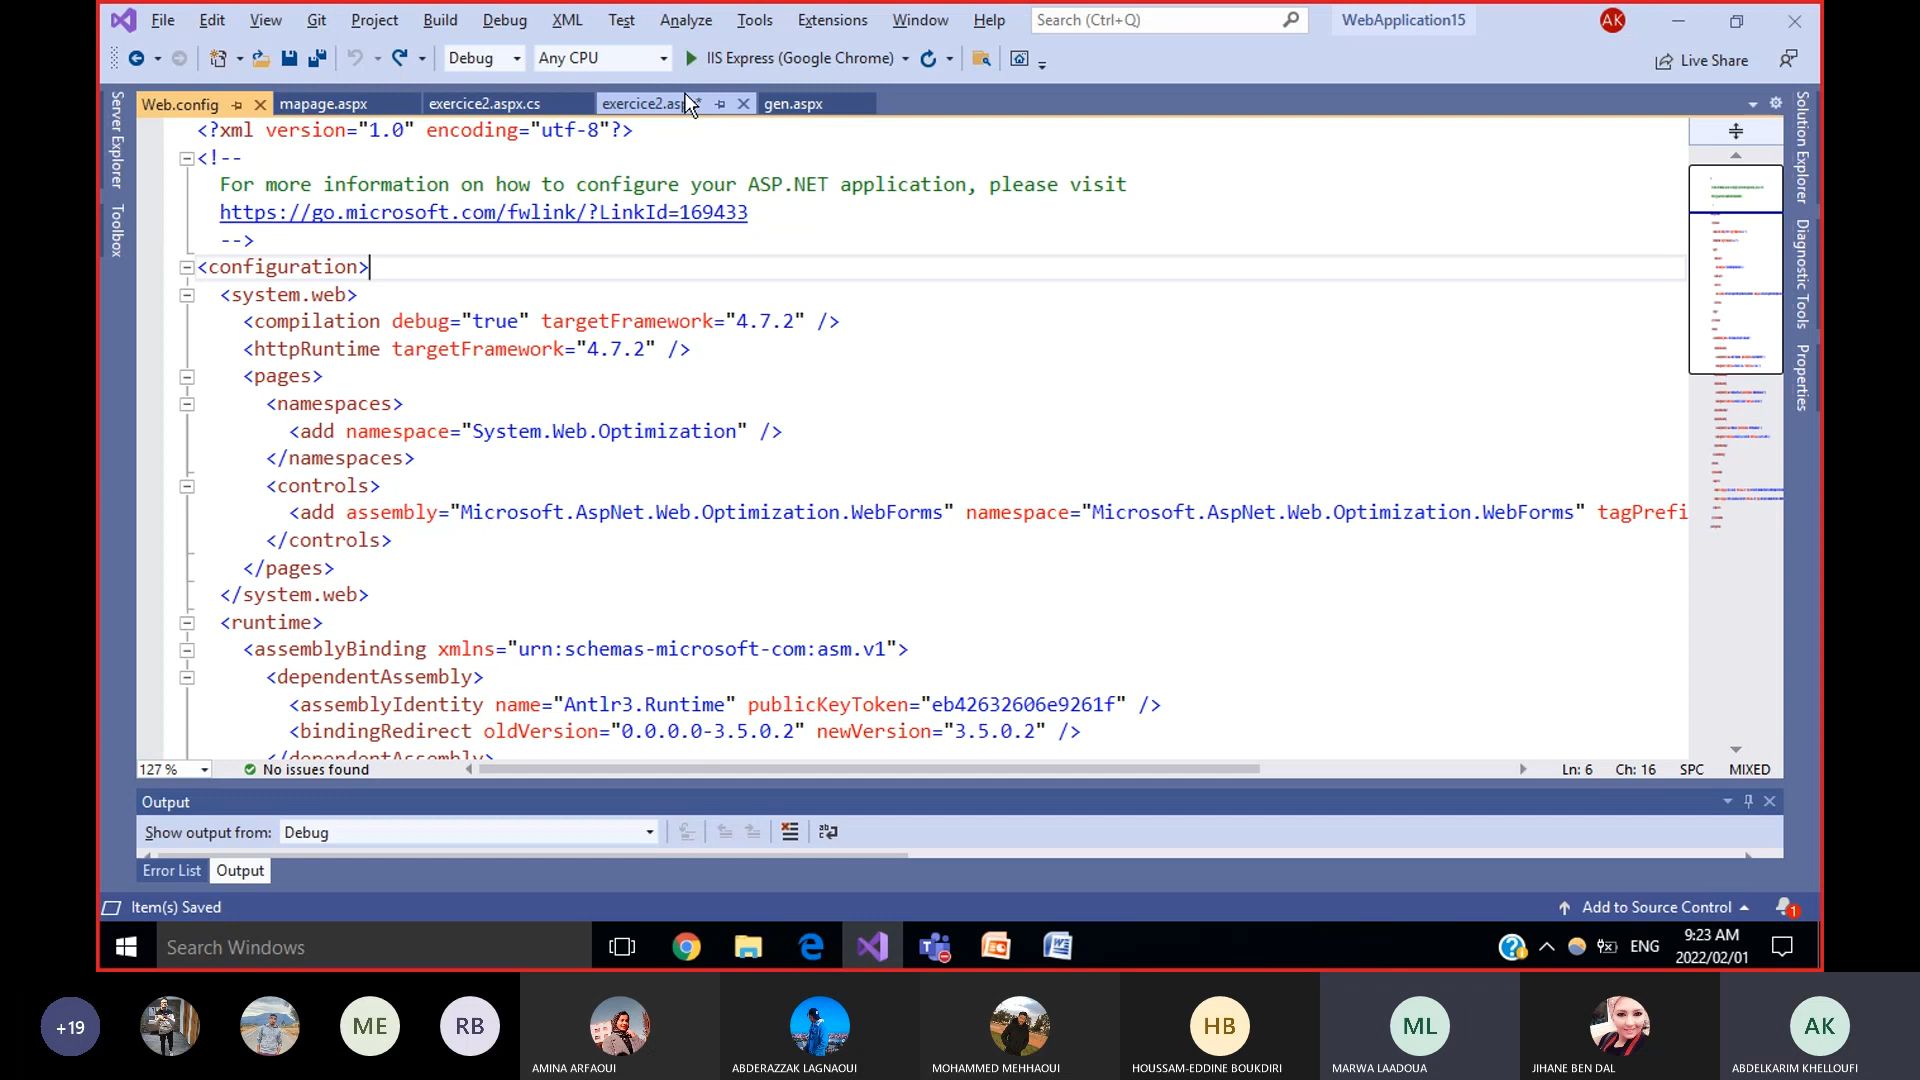 File Edit View Git Project Build Debug XML Test Analyze Tools Extensions Window Help Search (Ctrl+Q) WebApplication15 AK
Debug Any CPU IIS Express (Google Chrome) Live Share
Web.config mapage.aspx exercice2.aspx.cs exercice2.asp gen.aspx
Server Explorer
Toolbox
<?xml version="1.0" encoding="utf-8"?>
<!--
For more information on how to configure your ASP.NET application, please visit
https://go.microsoft.com/fwlink/?LinkId=169433
-->
<configuration>
<system.web>
<compilation debug="true" targetFramework="4.7.2" />
<httpRuntime targetFramework="4.7.2" />
<pages>
<namespaces>
<add namespace="System.Web.Optimization" />
</namespaces>
<controls>
<add assembly="Microsoft.AspNet.Web.Optimization.WebForms" namespace="Microsoft.AspNet.Web.Optimization.WebForms" tagPrefi
</controls>
</pages>
</system.web>
<runtime>
<assemblyBinding xmlns="urn:schemas-microsoft-com:asm.v1">
<dependentAssembly>
<assemblyIdentity name="Antlr3.Runtime" publicKeyToken="eb42632606e9261f" />
<bindingRedirect oldVersion="0.0.0.0-3.5.0.2" newVersion="3.5.0.2" />
</dependentAssembly>
Solution Explorer
Diagnostic Tools
Properties
127 % No issues found Ln: 6 Ch: 16 SPC MIXED
Output
Show output from: Debug
Error List Output
Item(s) Saved Add to Source Control 1
Search Windows ENG 9:23 AM
2022/02/01
+19 ME RB HB ML AK
AMINA ARFAOUI ABDERAZZAK LAGNAOUI MOHAMMED MEHHAOUI HOUSSAM-EDDINE BOUKDIRI MARWA LAADOUA JIHANE BEN DAL ABDELKARIM KHELLOUFI